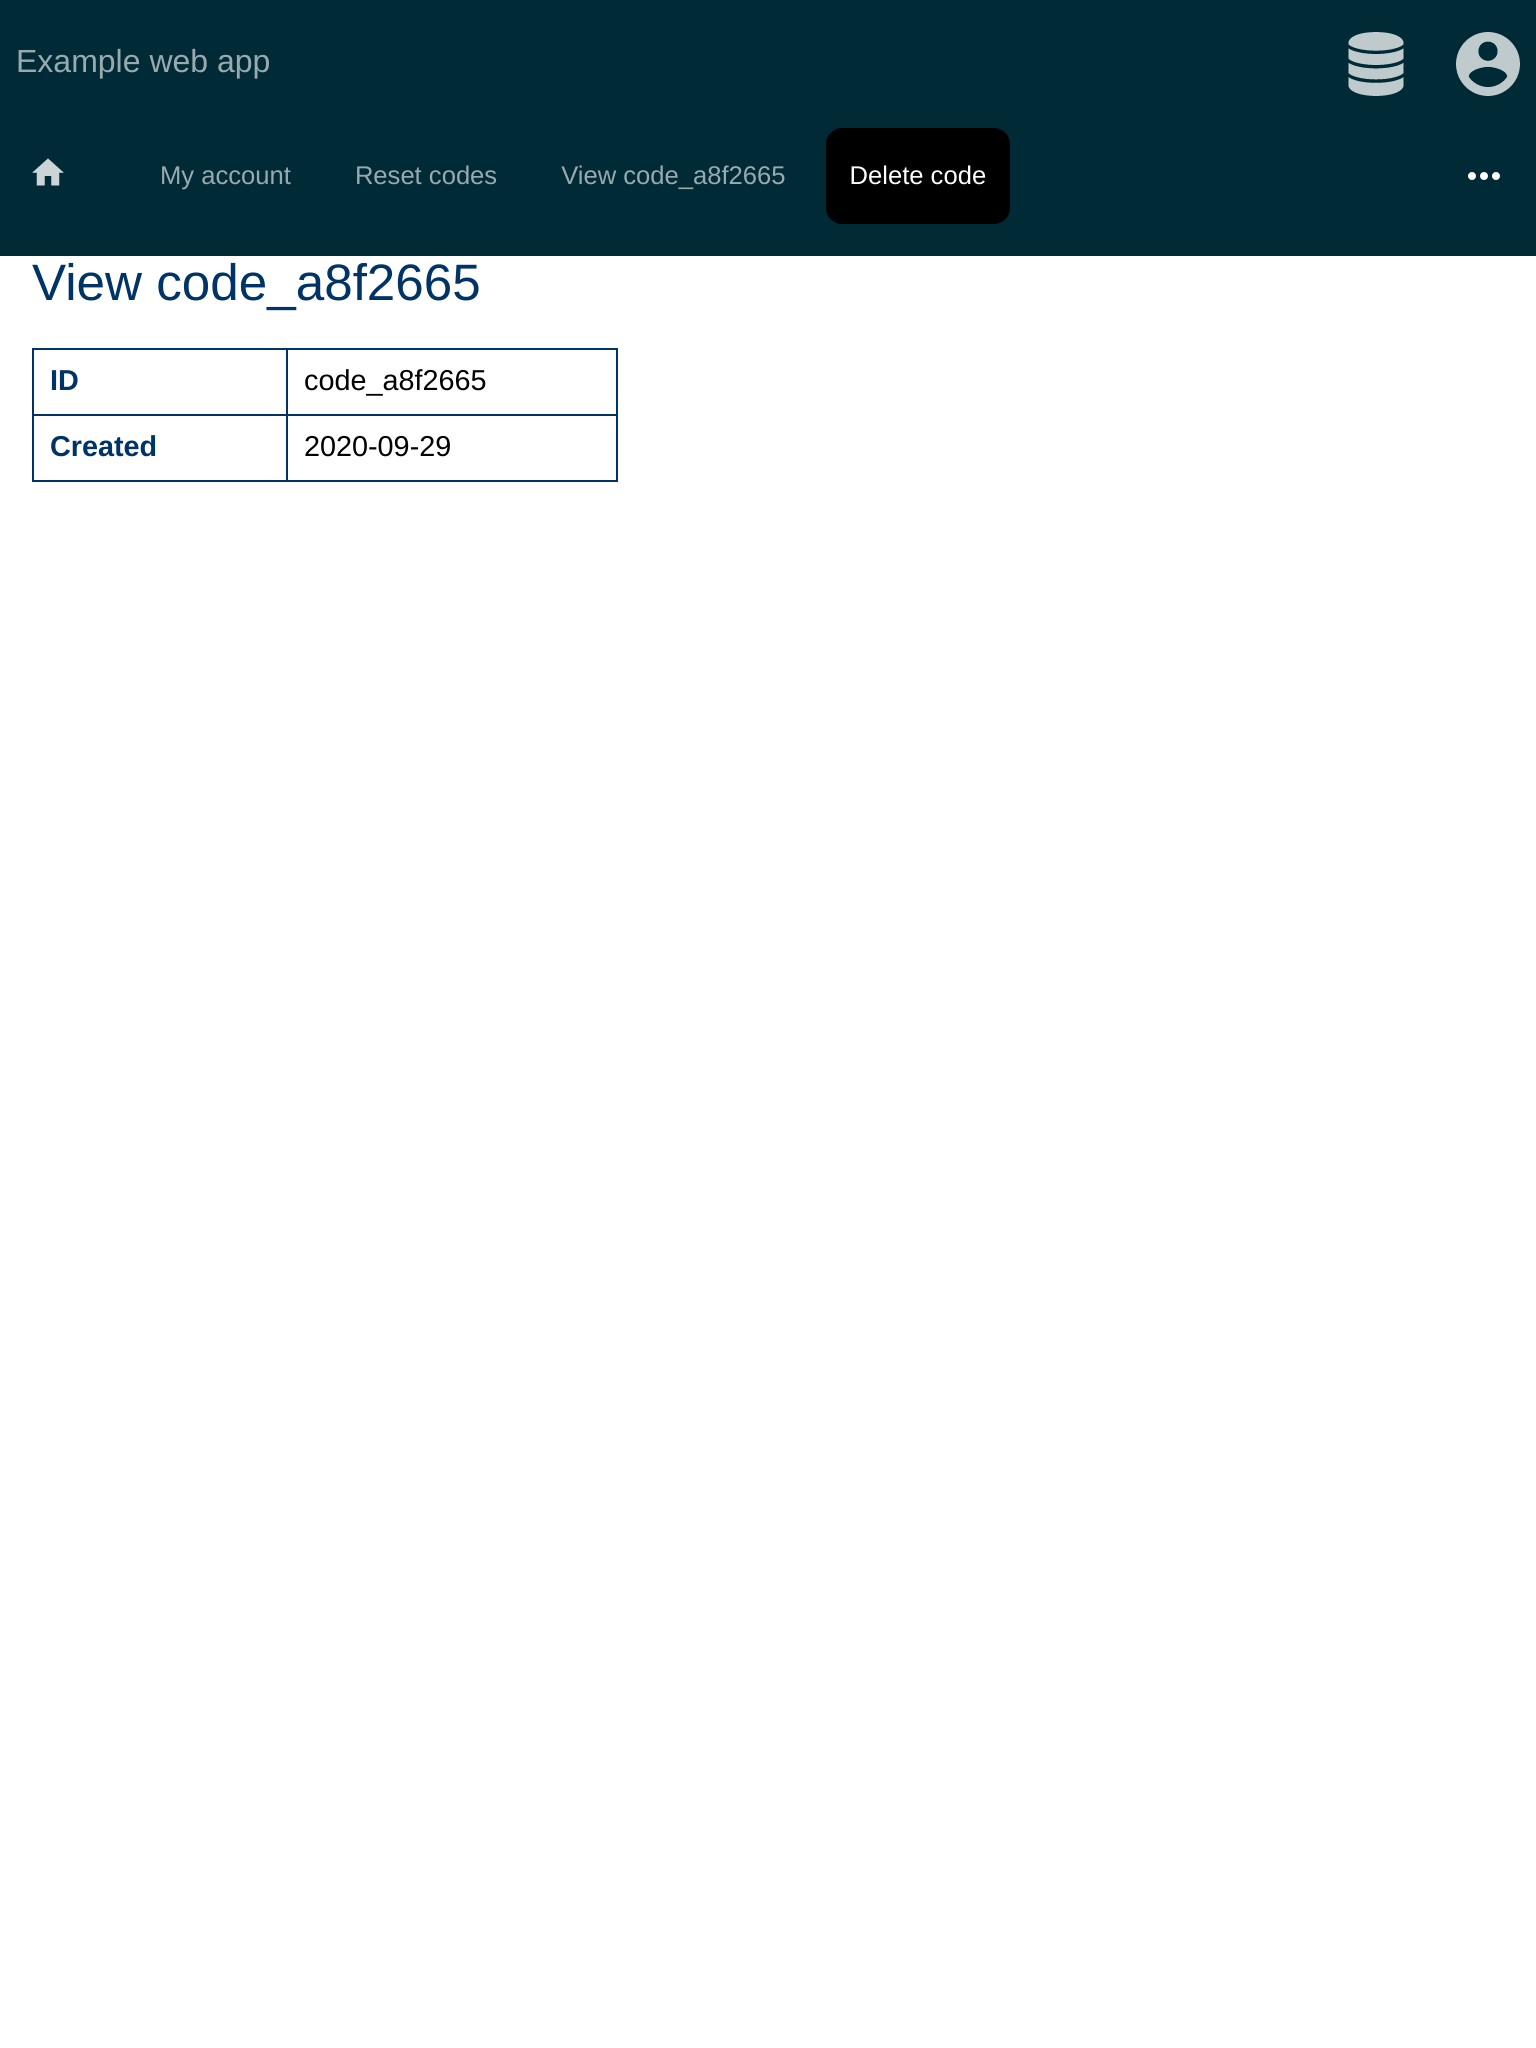 Example web app
My account Reset codes View code_a8f2665 Delete code
View code_a8f2665
ID code_a8f2665
Created 2020-09-29